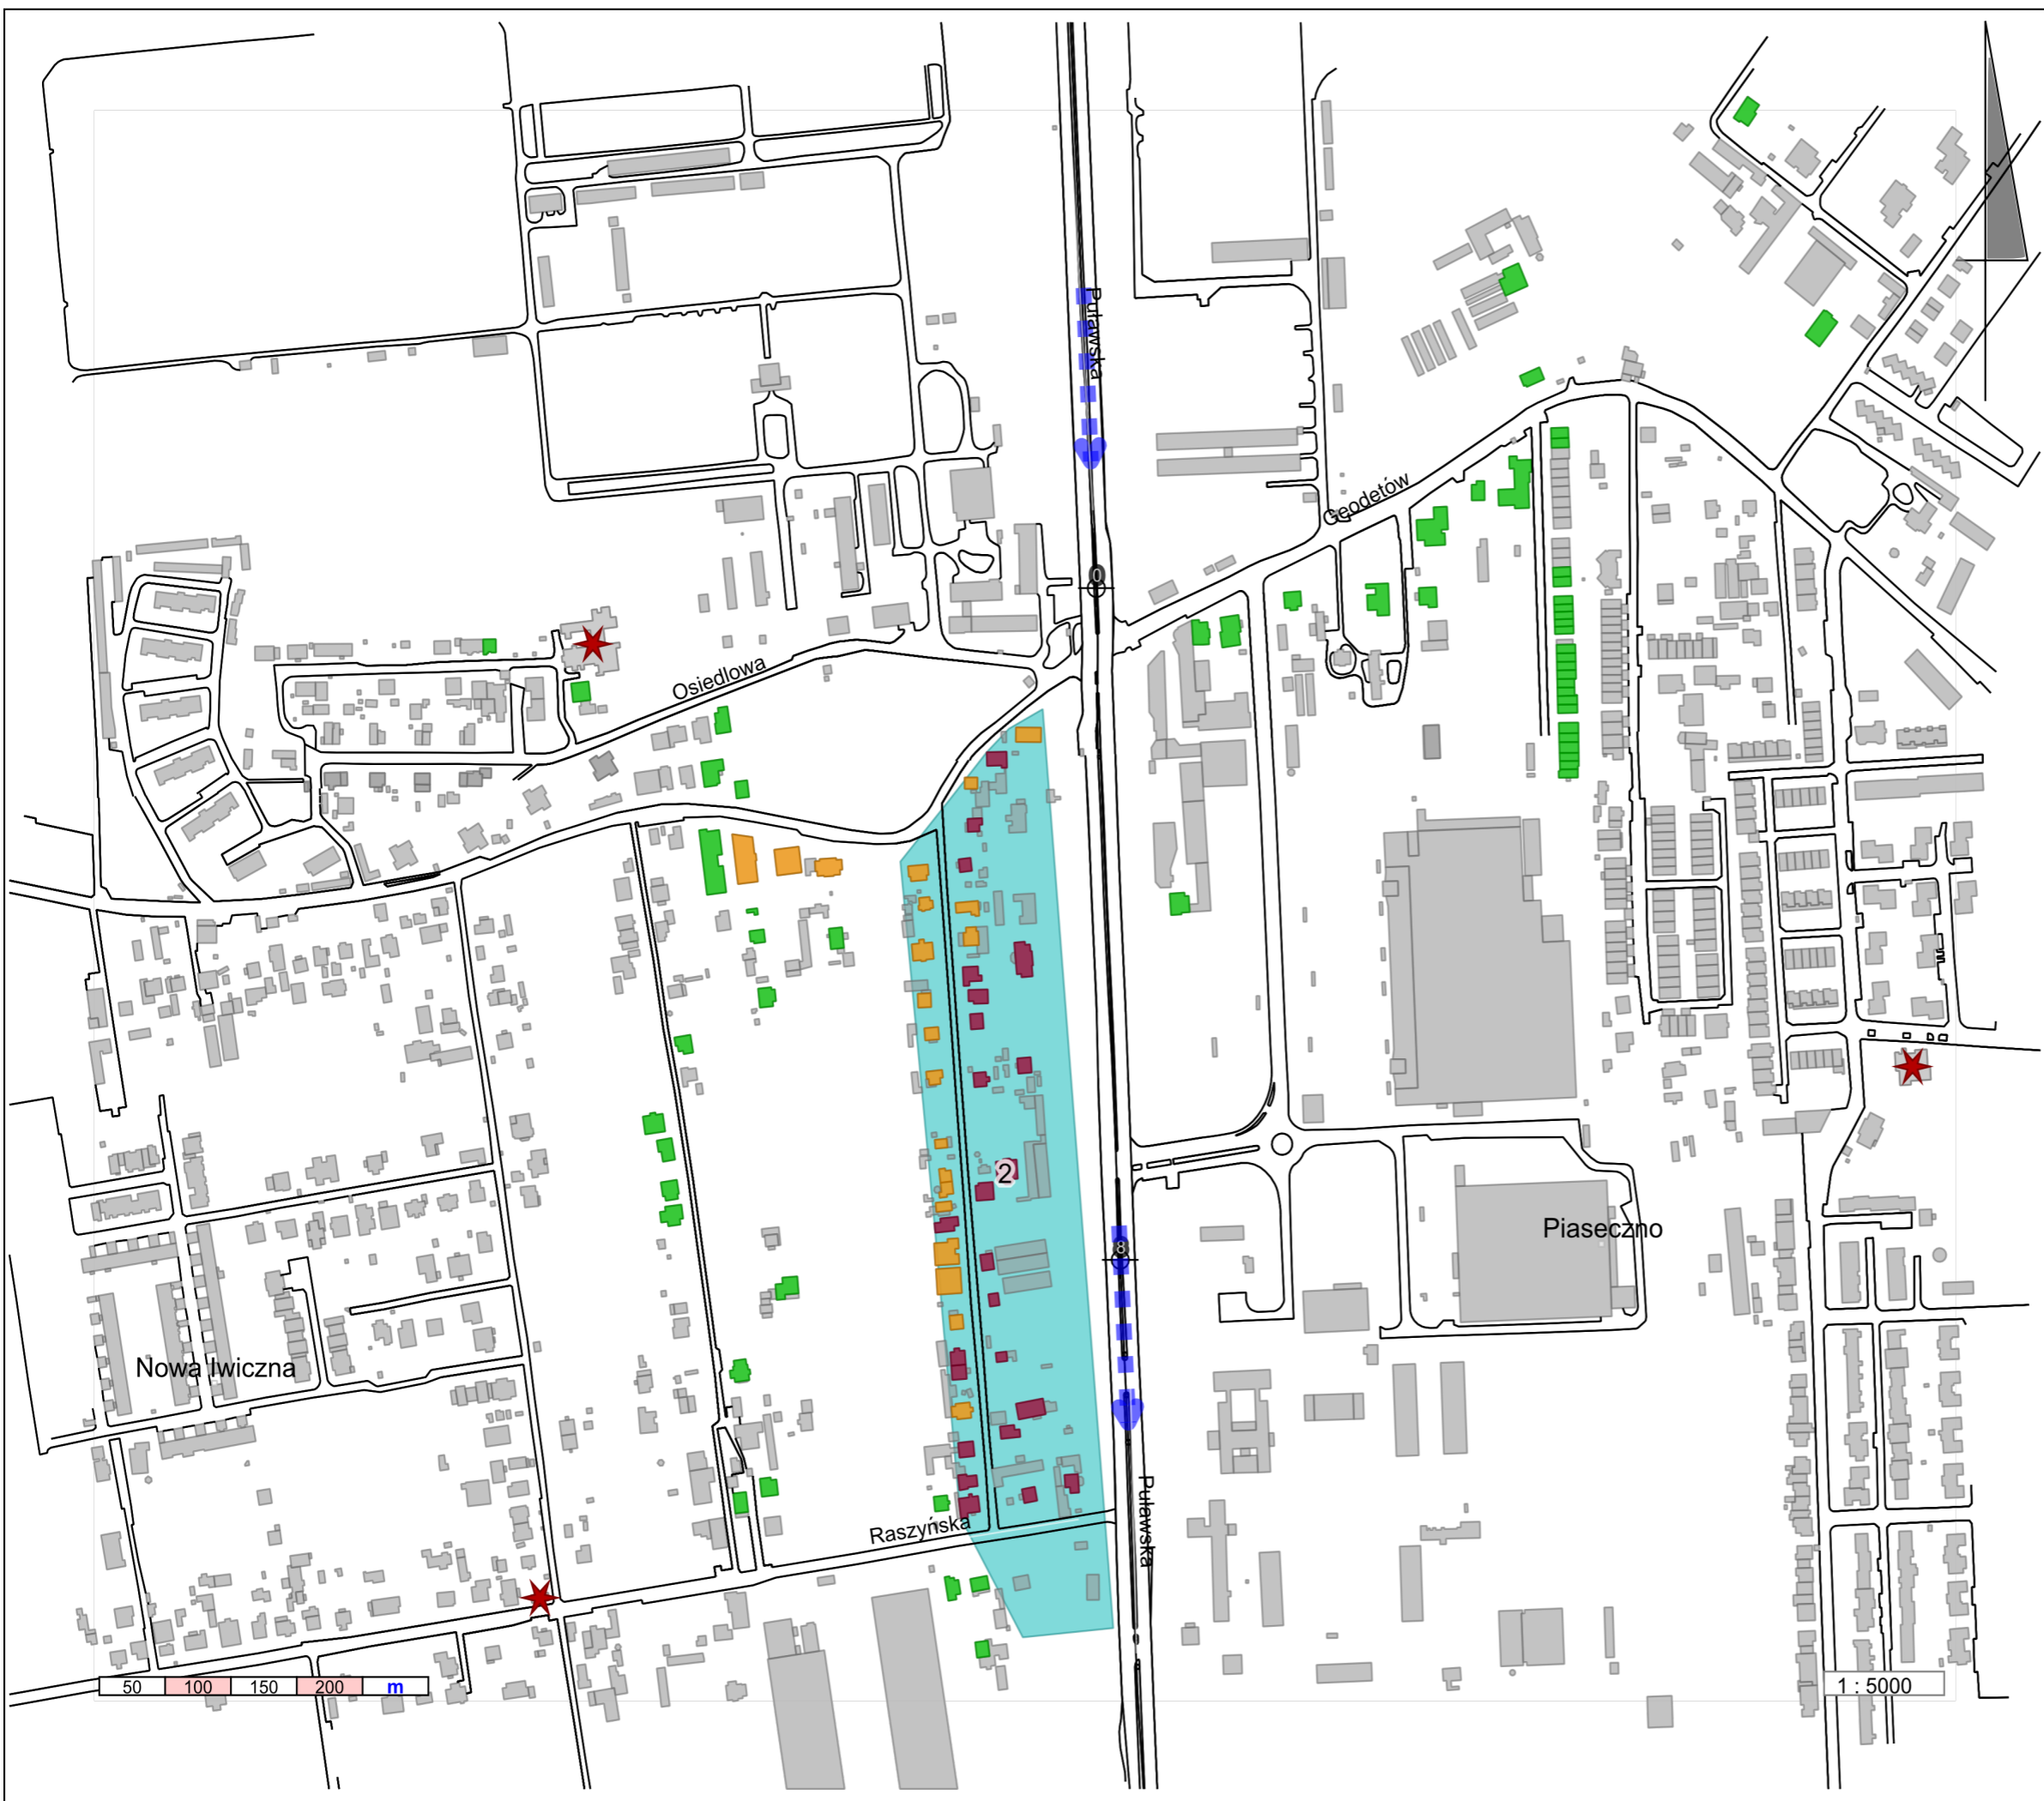 Puławska
Geodetów
0
Osiedlowa
2
Piaseczno
8
Nowa Iwiczna
Puławska
Raszyńska
50 100 150 200 m
1 : 5000